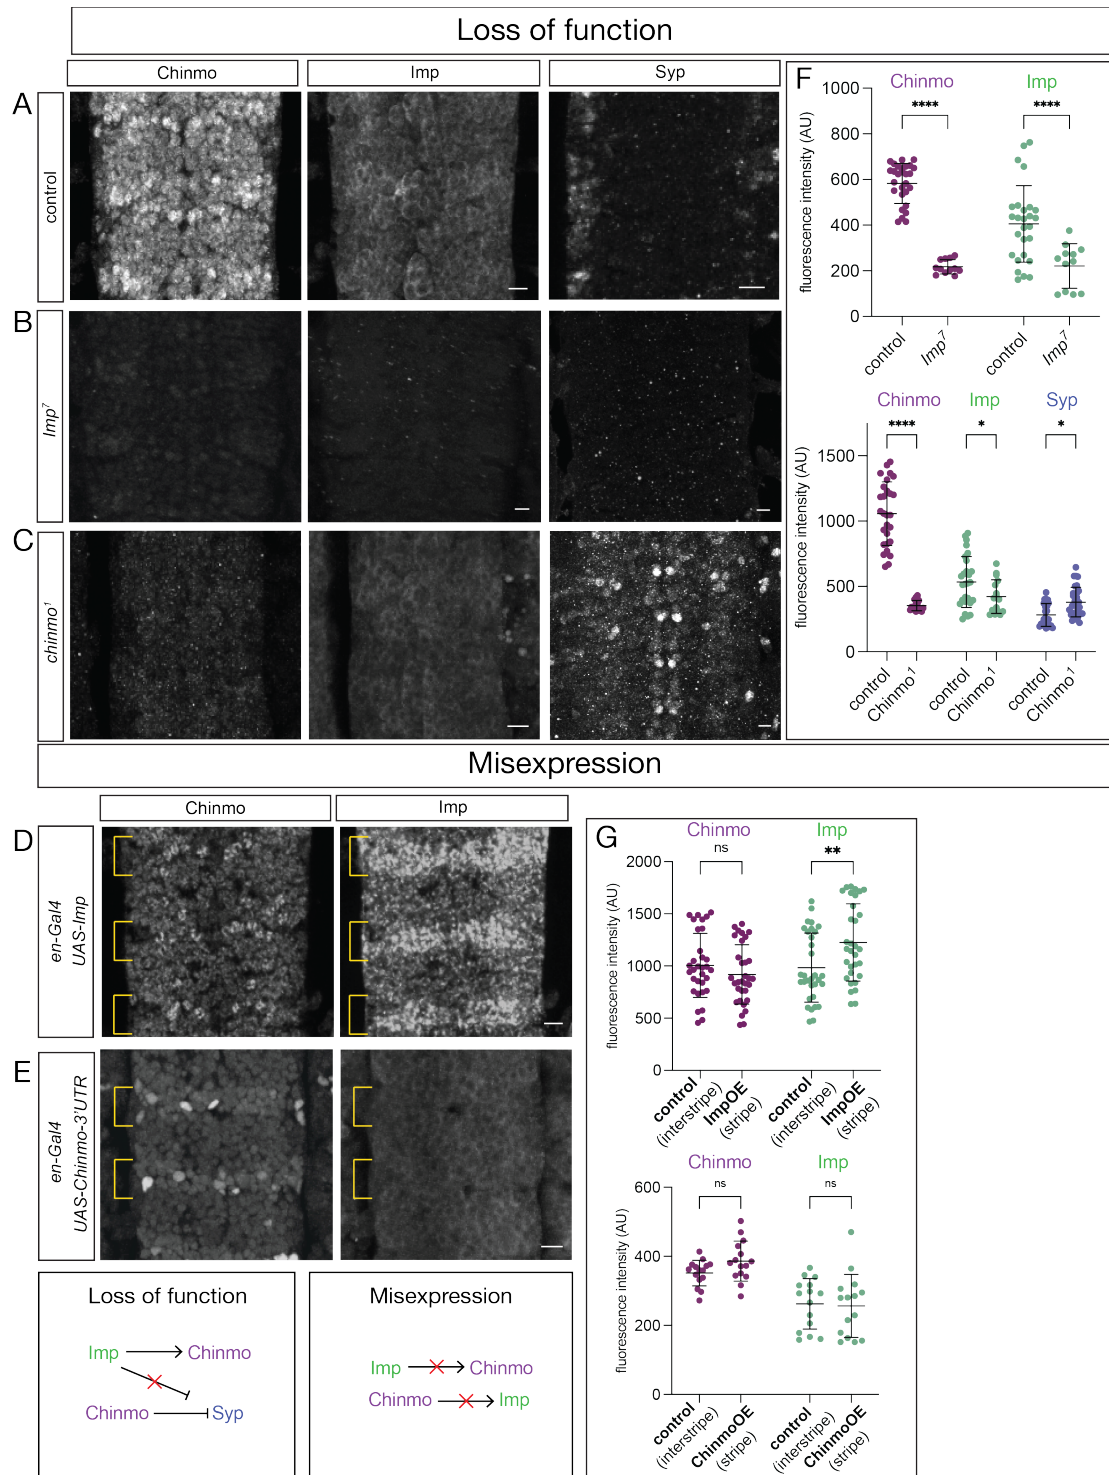 Loss of function
Chinmo
Imp
Syp
A
control
B
Imp⁷
C
chinmo¹
F
Chinmo
Imp
****
****
fluorescence intensity (AU)
1000
800
600
400
200
0
control
Imp⁷
control
Imp⁷
Chinmo
Imp
Syp
****
*
*
fluorescence intensity (AU)
1500
1000
500
0
control
Chinmo¹
control
Chinmo¹
control
Chinmo¹
Misexpression
Chinmo
Imp
D
en-Gal4
UAS-Imp
E
en-Gal4
UAS-Chinmo-3'UTR
G
Chinmo
Imp
ns
**
fluorescence intensity (AU)
2000
1500
1000
500
0
control
(interstripe)
ImpOE
(stripe)
control
(interstripe)
ImpOE
(stripe)
Chinmo
Imp
ns
ns
fluorescence intensity (AU)
600
400
200
0
control
(interstripe)
ChinmoOE
(stripe)
control
(interstripe)
ChinmoOE
(stripe)
Loss of function
Imp Chinmo
Chinmo Syp
Misexpression
Imp Chinmo
Chinmo Imp